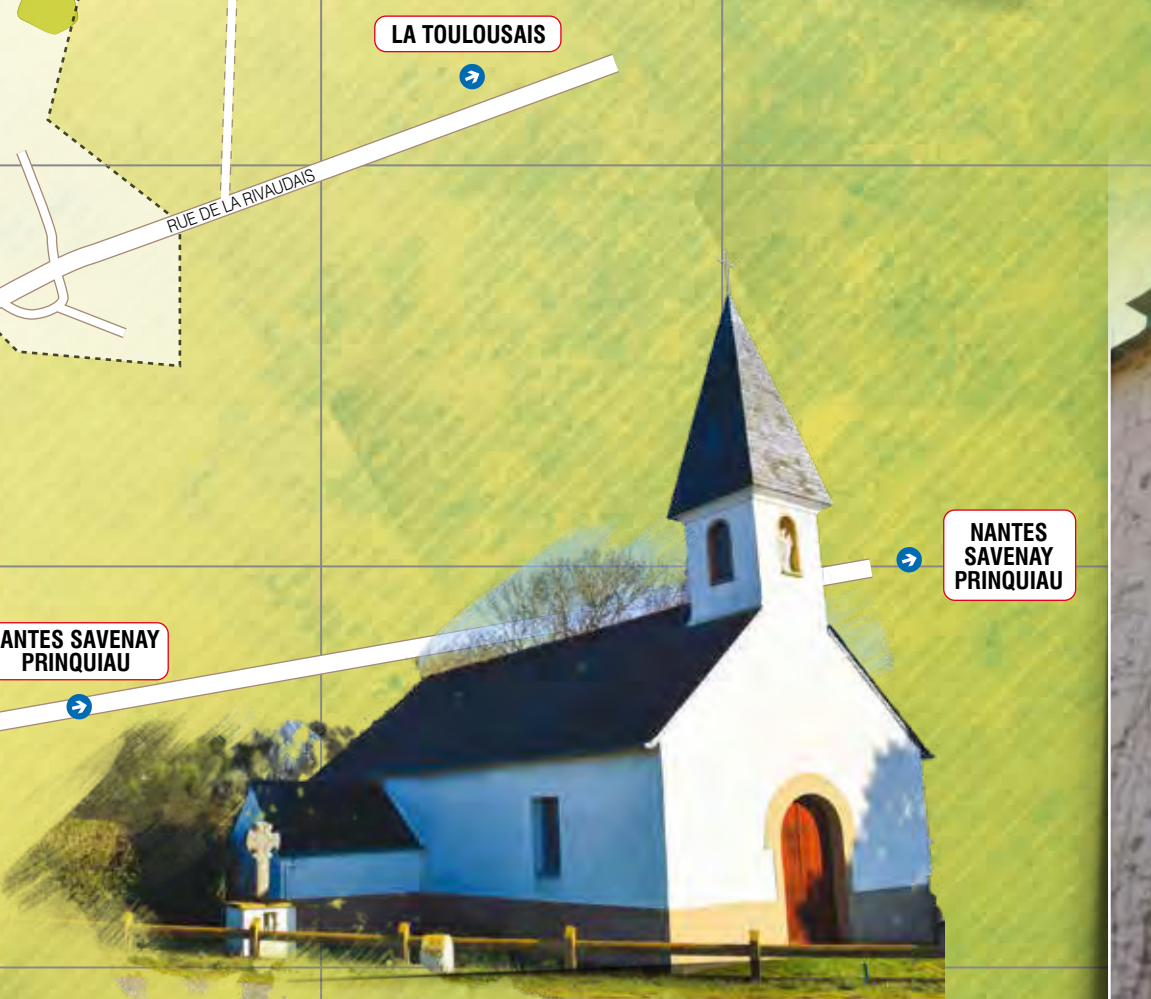 LA TOULOUSAIS
RUE DE LA RIVAUDAIS
NANTES
SAVENAY
PRINQUIAU
ANTES SAVENAY
PRINQUIAU